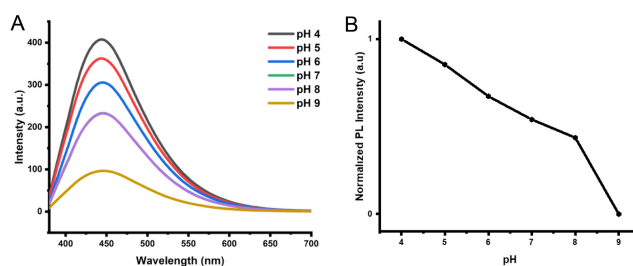 A
Intensity (a.u.)
400
300
200
100
0
pH 4
pH 5
pH 6
pH 7
pH 8
pH 9
400
450
500
550
600
650
700
Wavelength (nm)
B
Normalized PL Intensity (a.u)
1
0
4
5
6
7
8
9
pH